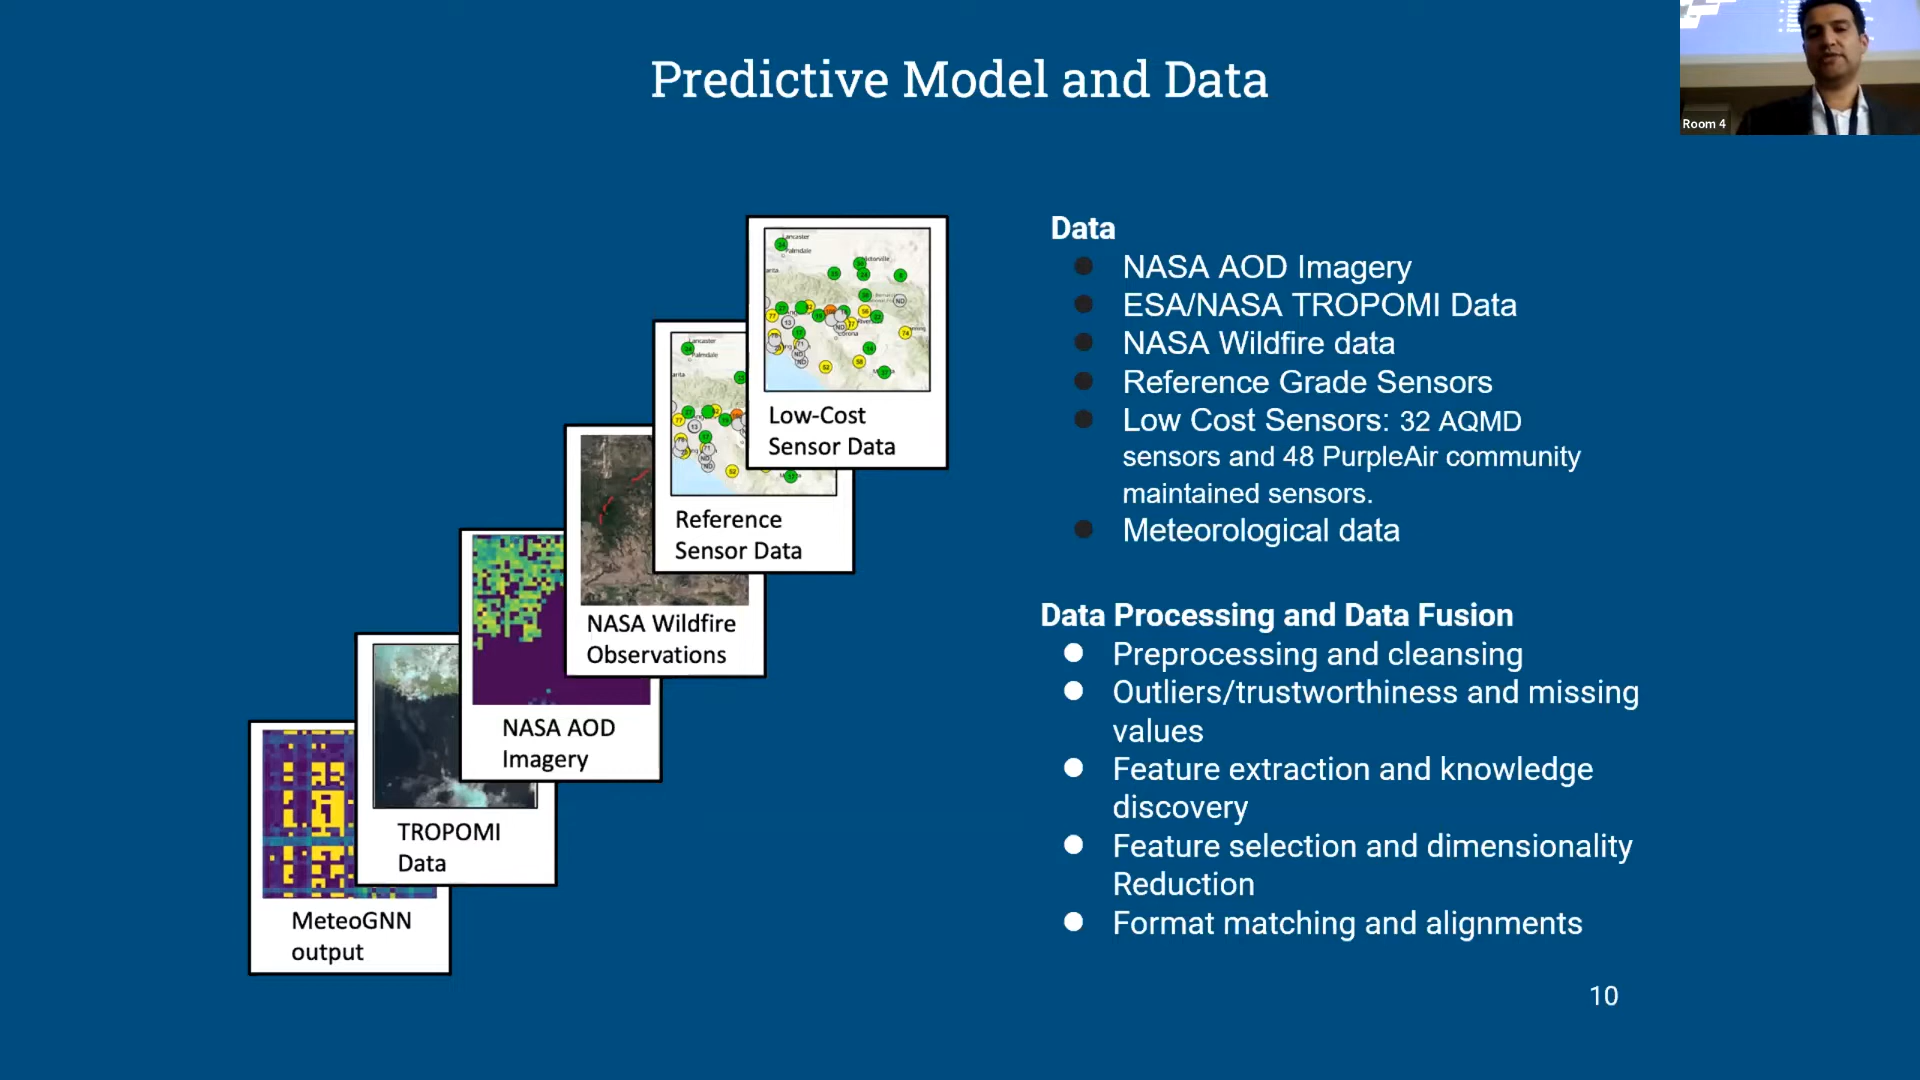 Predictive Model and Data
Room 4
Lancaster
Palmdale
Low-Cost
Sensor Data
Lancaster
Palmdale
Reference
Sensor Data
NASA Wildfire
Observations
NASA AOD
Imagery
TROPOMI
Data
MeteoGNN
output
Data
NASA AOD Imagery
ESA/NASA TROPOMI Data
NASA Wildfire data
Reference Grade Sensors
Low Cost Sensors: 32 AQMD
sensors and 48 PurpleAir community
maintained sensors.
Meteorological data
Data Processing and Data Fusion
Preprocessing and cleansing
Outliers/trustworthiness and missing
values
Feature extraction and knowledge
discovery
Feature selection and dimensionality
Reduction
Format matching and alignments
10